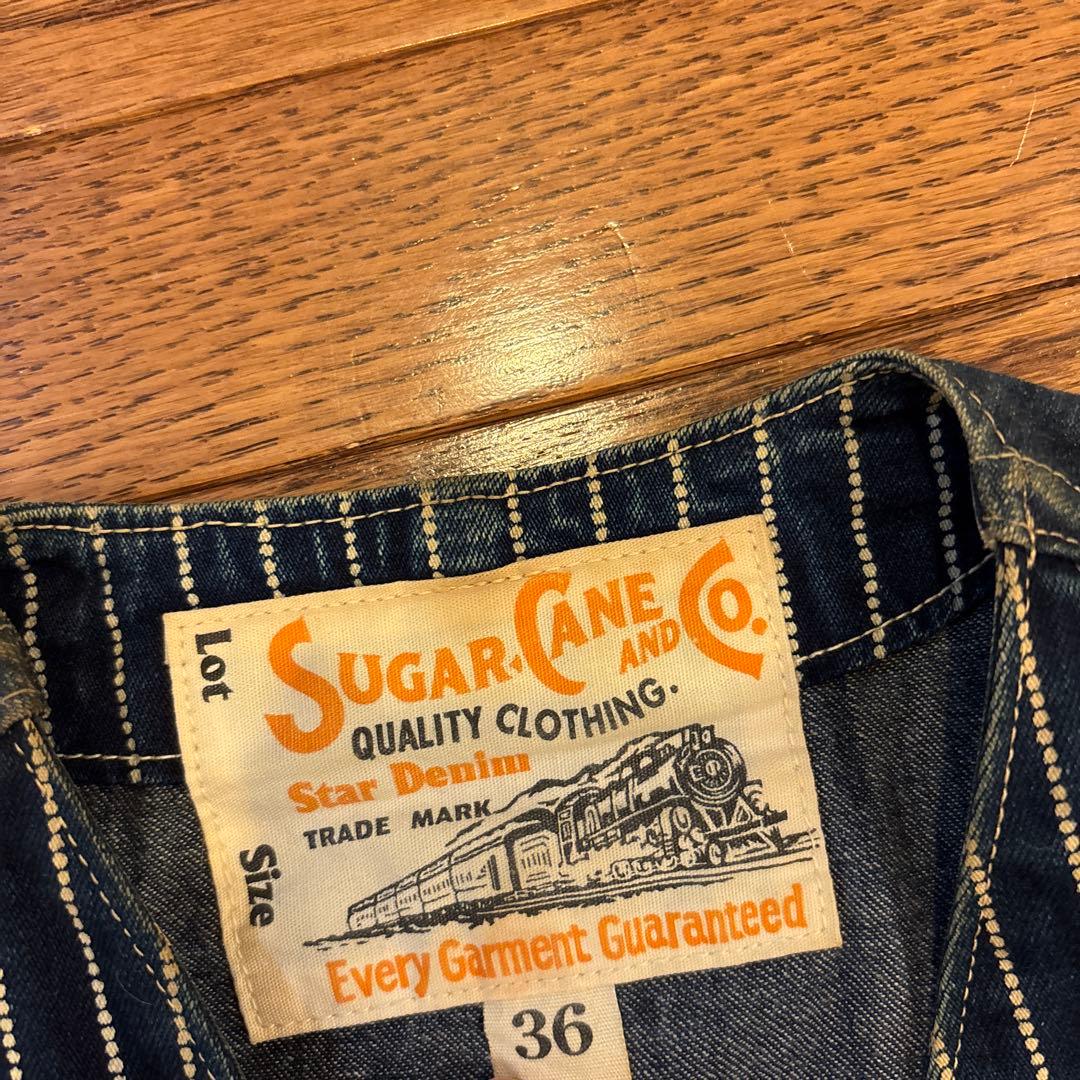 Lot
SUGAR CANE AND CO.
QUALITY CLOTHING.
Star Denim
TRADE MARK
Size
Every Garment Guaranteed
36